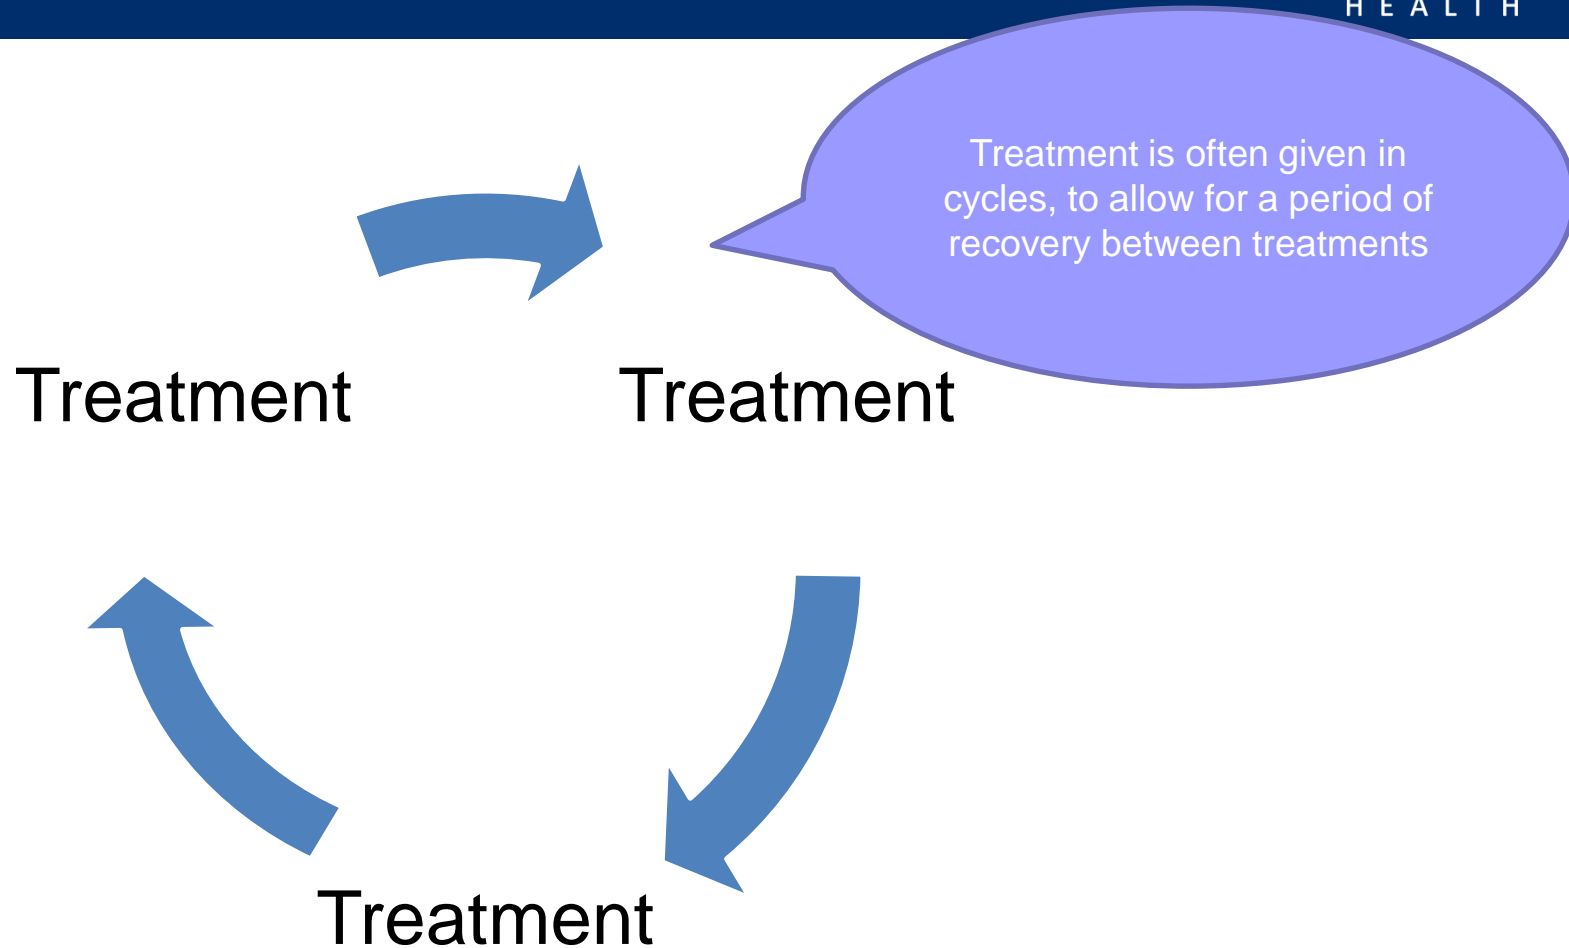 HEALTH
Treatment is often given in
cycles, to allow for a period of
recovery between treatments
Treatment
Treatment
Treatment